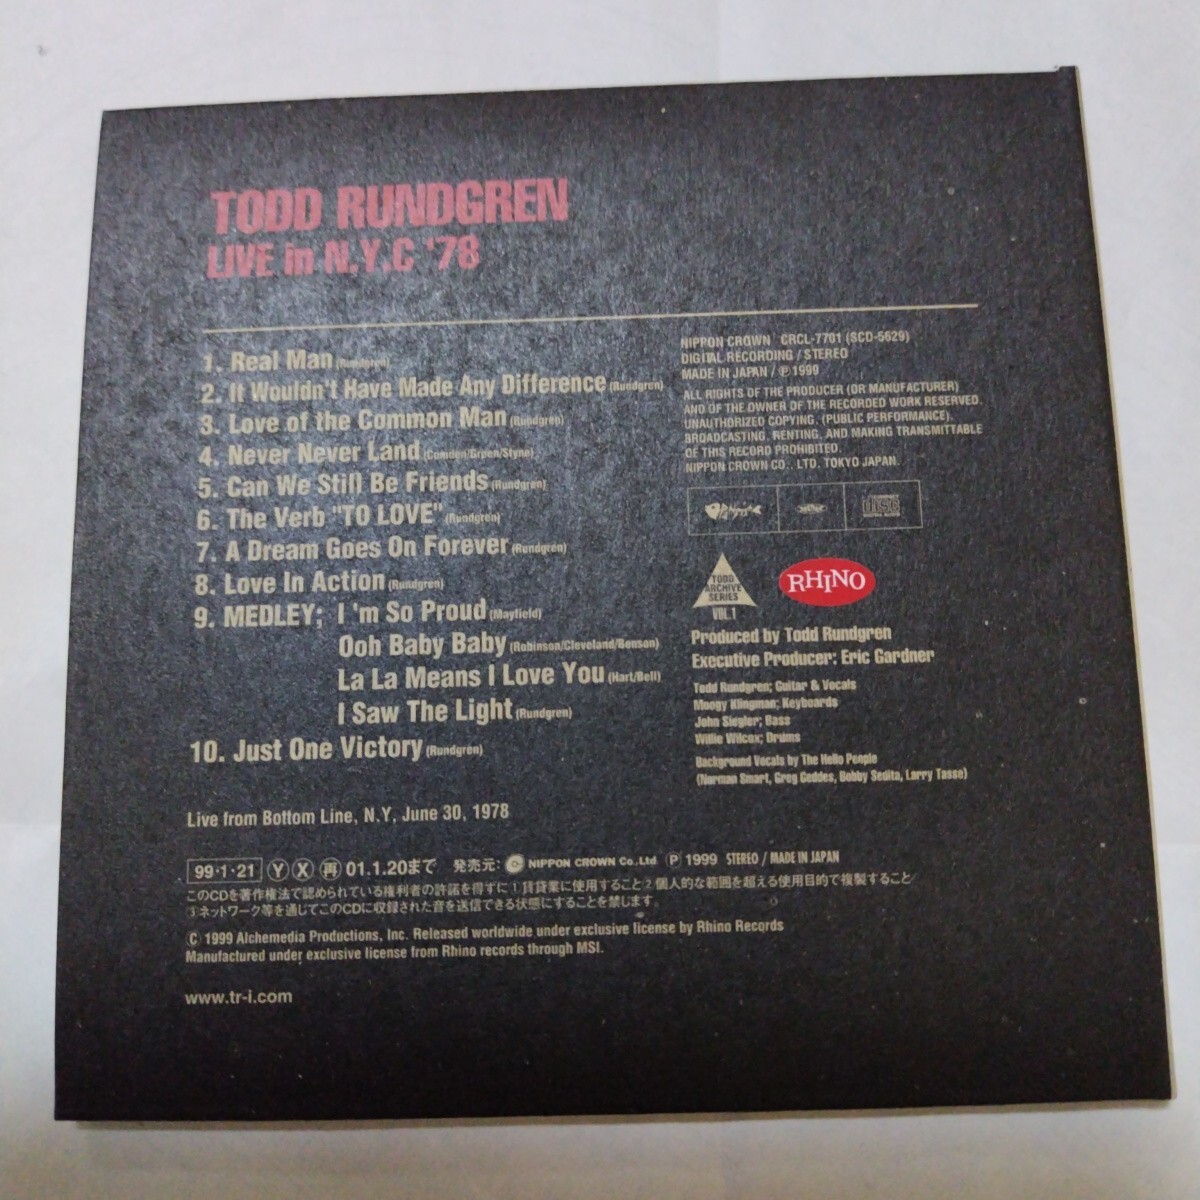 TODD RUNDGREN
LIVE in N.Y.C '78
1. Real Man (Rundgren)
2. It Wouldn't Have Made Any Difference (Rundgren)
3. Love of the Common Man (Rundgren)
4. Never Never Land (Comden/Green/Styne)
5. Can We Still Be Friends (Rundgren)
6. The Verb "TO LOVE" (Rundgren)
7. A Dream Goes On Forever (Rundgren)
8. Love In Action (Rundgren)
9. MEDLEY; I 'm So Proud (Mayfield)
Ooh Baby Baby (Robinson/Cleveland/Benson)
La La Means I Love You (Hart/Bell)
I Saw The Light (Rundgren)
10. Just One Victory (Rundgren)
Live from Bottom Line, N.Y, June 30, 1978
NIPPON CROWN CRCL-7701 (SCD-5629)
DIGITAL RECORDING / STEREO
MADE IN JAPAN / Ⓟ 1999
ALL RIGHTS OF THE PRODUCER (OR MANUFACTURER)
AND OF THE OWNER OF THE RECORDED WORK RESERVED.
UNAUTHORIZED COPYING, (PUBLIC PERFORMANCE),
BROADCASTING, RENTING, AND MAKING TRANSMITTABLE
OF THIS RECORD PROHIBITED.
NIPPON CROWN CO., LTD. TOKYO JAPAN.
COMPACT disc DIGITAL AUDIO
TODD
ARCHIVE
SERIES
VOL.1
RHINO
Produced by Todd Rundgren
Executive Producer: Eric Gardner
Todd Rundgren; Guitar & Vocals
Moogy Klingman; Keyboards
John Siegler; Bass
Willie Wilcox; Drums
Background Vocals by The Hello People
(Norman Smart, Greg Geddes, Bobby Sedita, Larry Tasse)
99・1・21 Ⓨ Ⓧ 再 01.1.20まで 発売元: NIPPON CROWN Co.,Ltd Ⓟ 1999 STEREO / MADE IN JAPAN
このCDを著作権法で認められている権利者の許諾を得ずに①賃貸業に使用すること②個人的な範囲を超える使用目的で複製すること
③ネットワーク等を通じてこのCDに収録された音を送信できる状態にすることを禁じます。
Ⓒ 1999 Alchemedia Productions, Inc. Released worldwide under exclusive license by Rhino Records
Manufactured under exclusive license from Rhino records through MSI.
www.tr-i.com